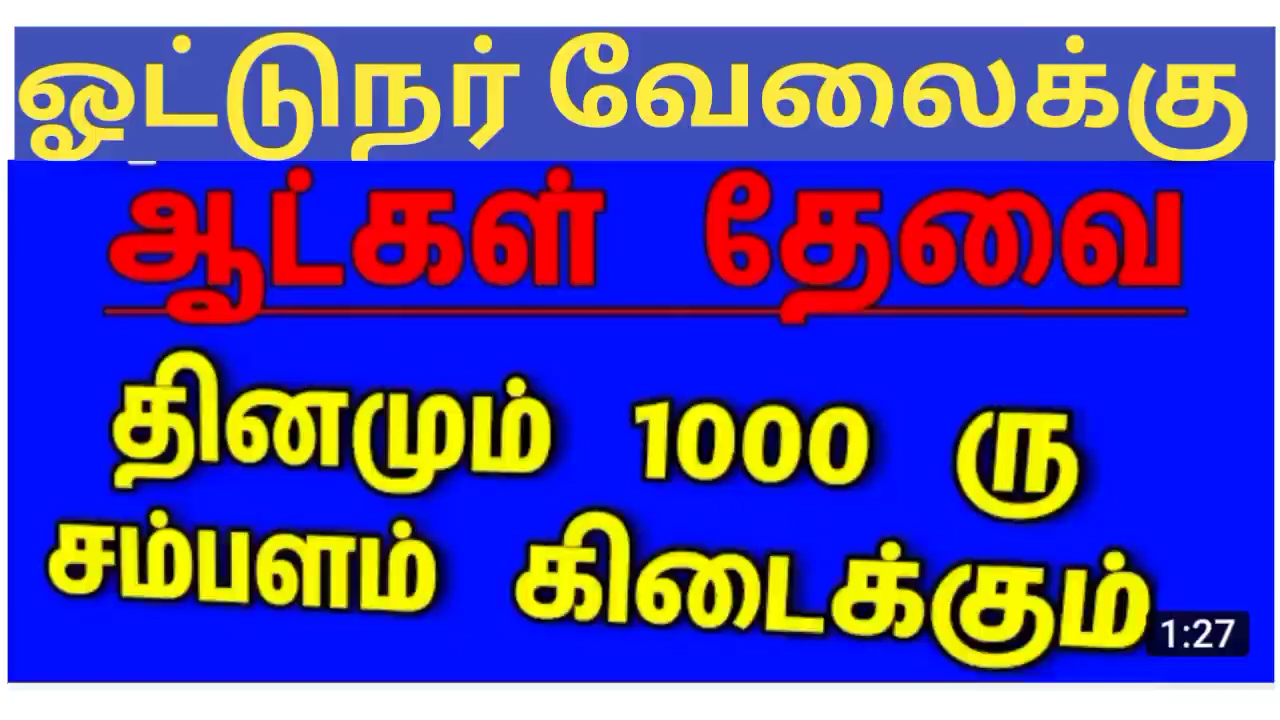 ஓட்டுநர் வேலைக்கு
ஆட்கள் தேவை
தினமும் 1000 ரு
சம்பளம் கிடைக்கும்
1:27